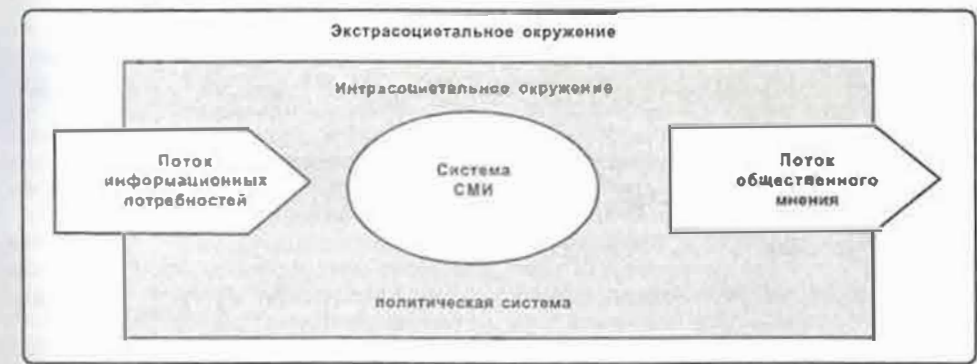 Экстрасоциетальное окружение
Интрасоциетальное окружение
Поток
информационных
потребностей
Система
СМИ
Поток
общественного
мнения
политическая система